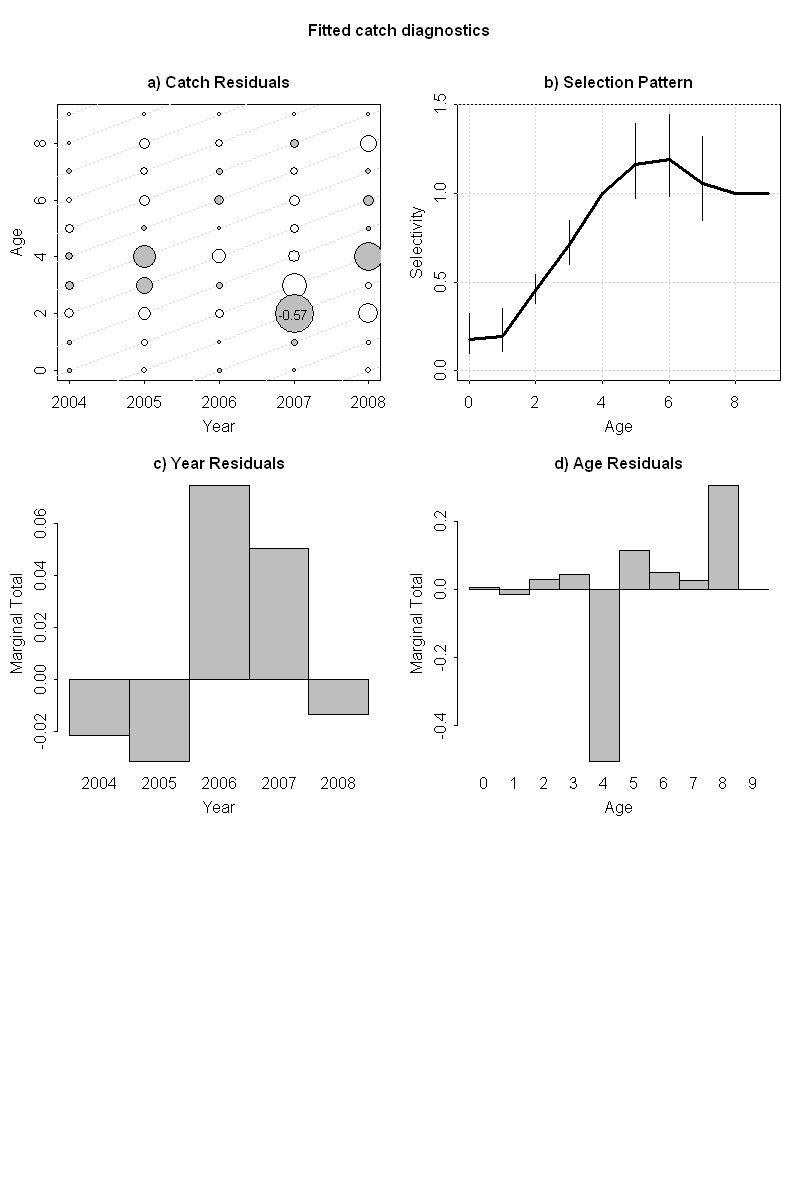 Fitted catch diagnostics
a) Catch Residuals
Age
8
6
4
2
0
-0.57
2004 2005 2006 2007 2008
Year
b) Selection Pattern
Selectivity
1.5
1.0
0.5
0.0
0 2 4 6 8
Age
c) Year Residuals
Marginal Total
0.06
0.04
0.02
0.00
-0.02
2004 2005 2006 2007 2008
Year
d) Age Residuals
Marginal Total
0.2
0.0
-0.2
-0.4
0 1 2 3 4 5 6 7 8 9
Age